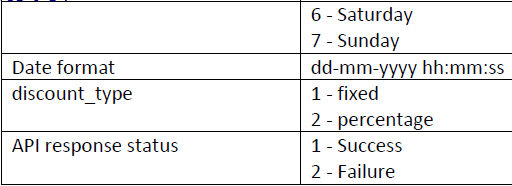 6 - Saturday
7 - Sunday
Date format dd-mm-yyyy hh:mm:ss
discount_type 1 - fixed
2 - percentage
API response status 1 - Success
2 - Failure